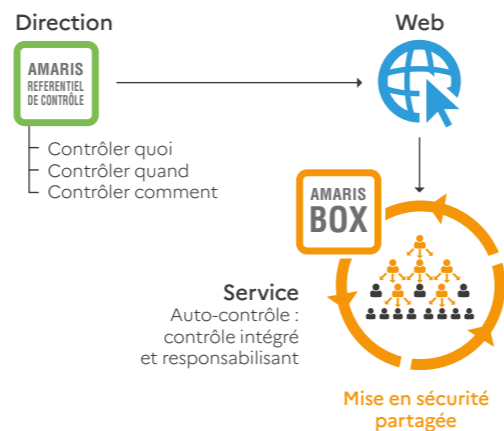 Direction
Web
AMARIS
REFERENTIEL
DE CONTRÔLE
Contrôler quoi
Contrôler quand
Contrôler comment
AMARIS
BOX
Service
Auto-contrôle :
contrôle intégré
et responsabilisant
Mise en sécurité
partagée